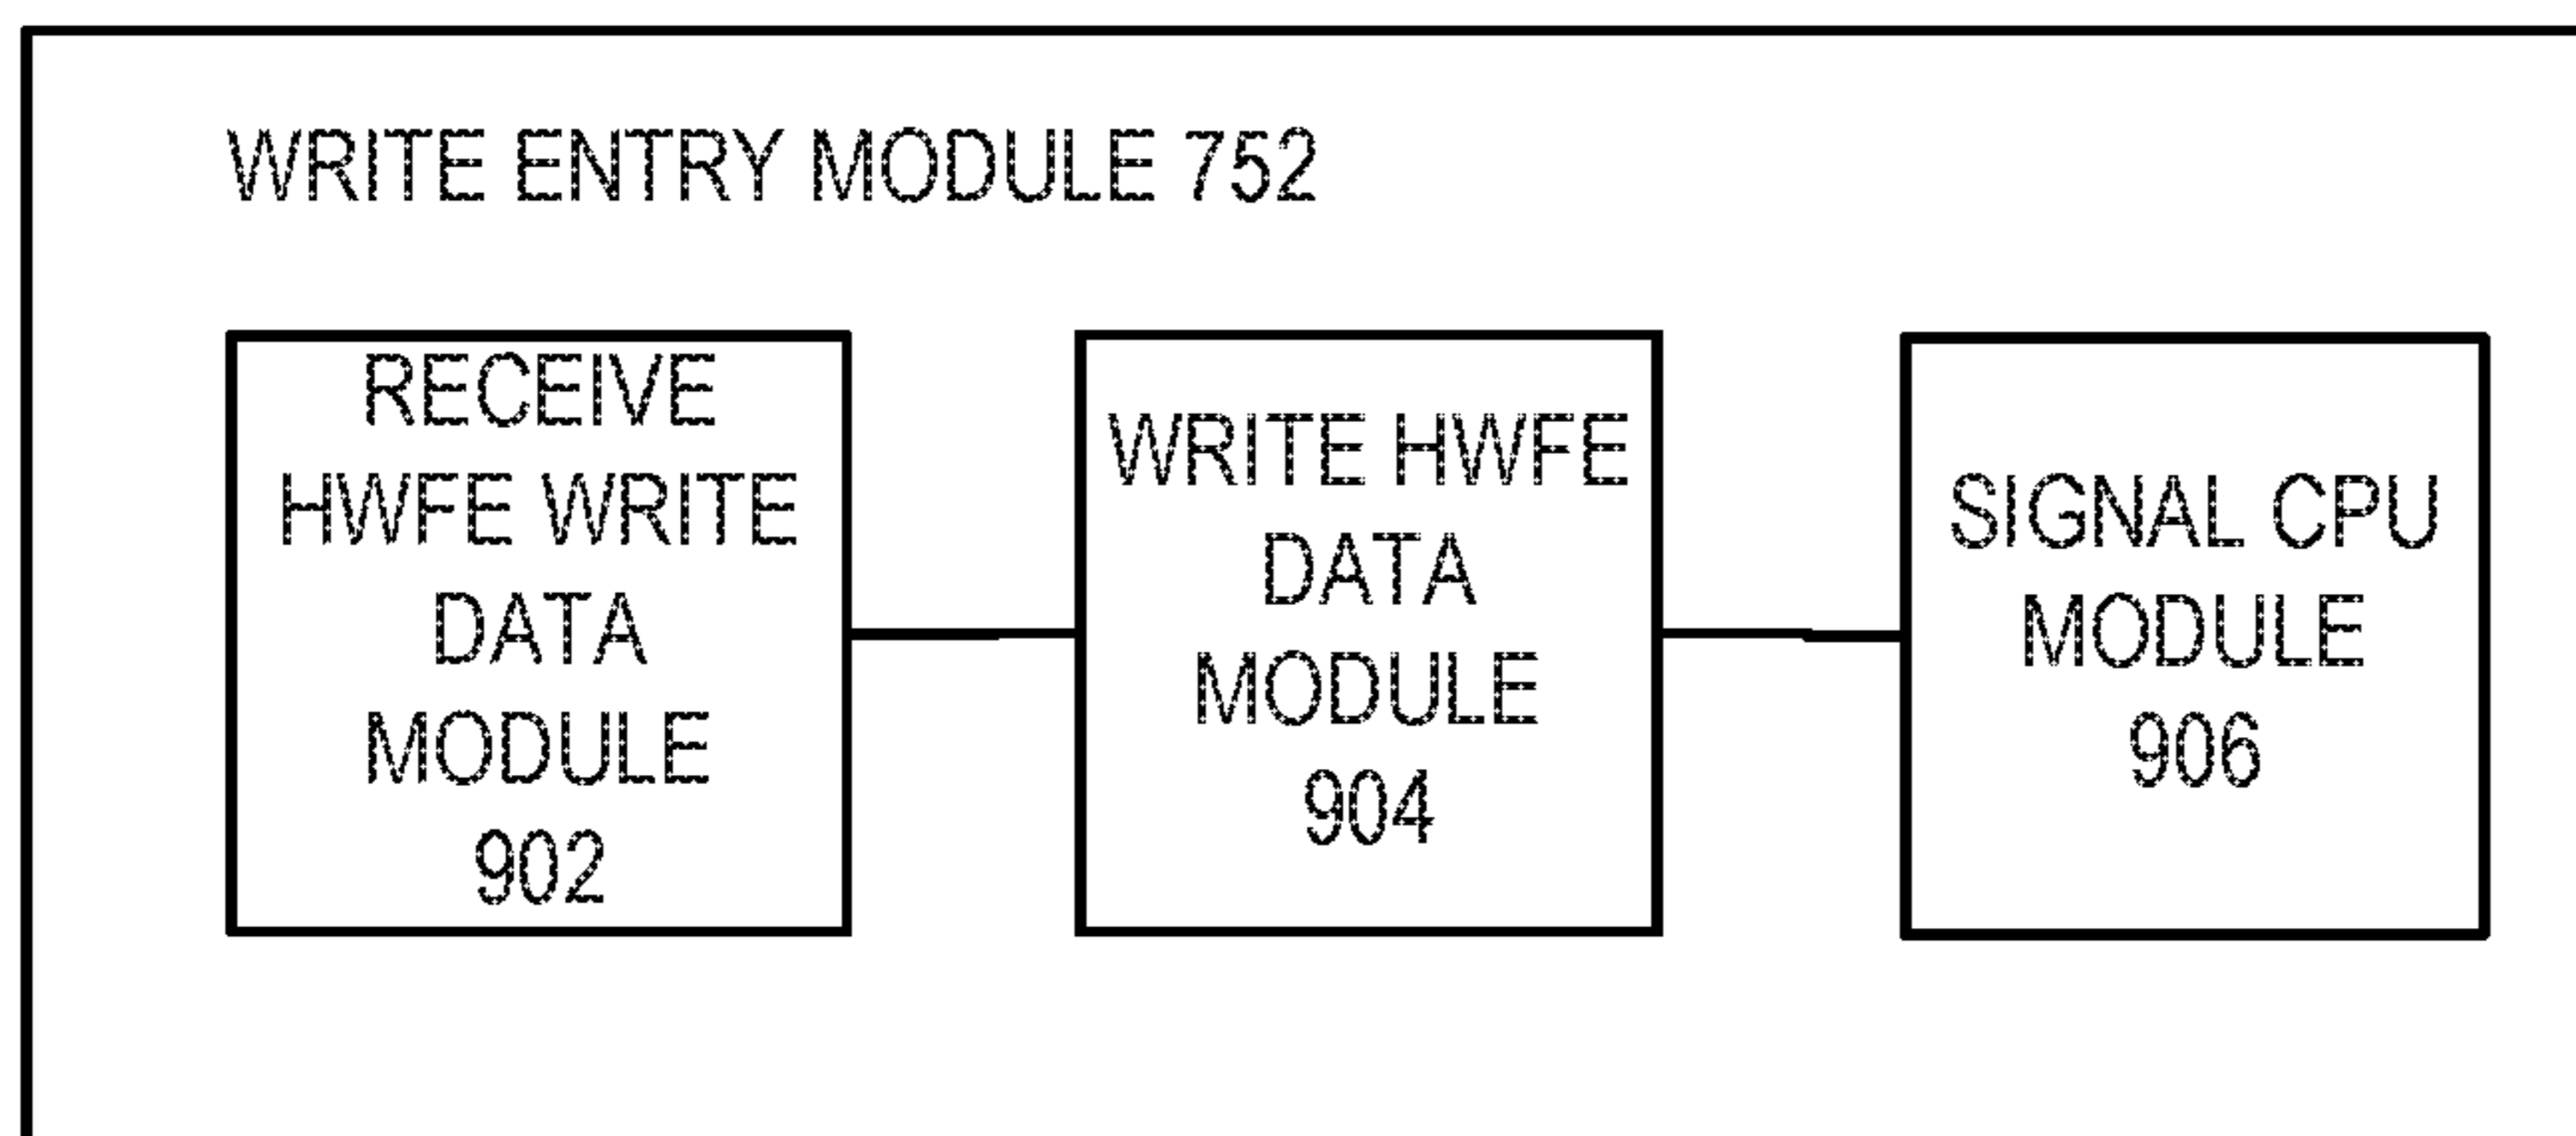 WRITE ENTRY MODULE 752
RECEIVE
HWFE WRITE
DATA
MODULE
902
WRITE HWFE
DATA
MODULE
904
SIGNAL CPU
MODULE
906